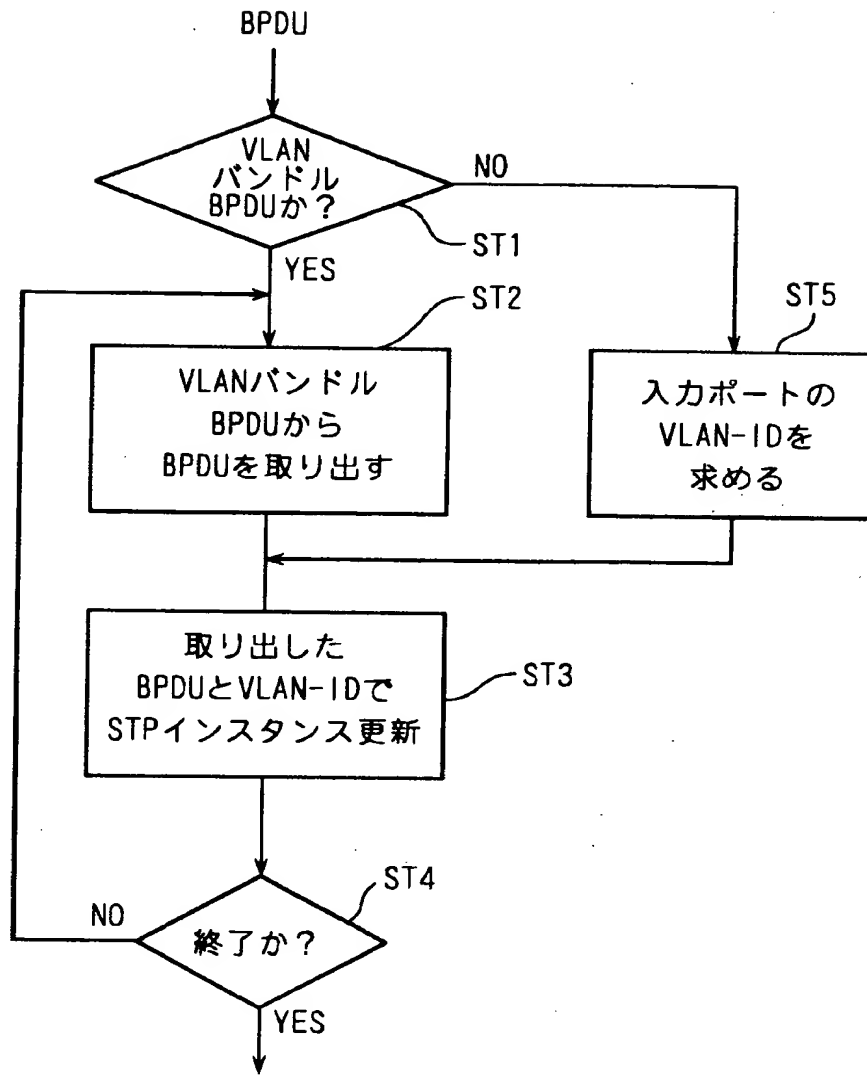 BPDU
VLAN
バンドル
BPDUか？
NO
ST1
YES
ST2
ST5
VLANバンドル
BPDUから
BPDUを取り出す
入力ポートの
VLAN-IDを
求める
取り出した
BPDUとVLAN-IDで
STPインスタンス更新
ST3
ST4
NO
終了か？
YES